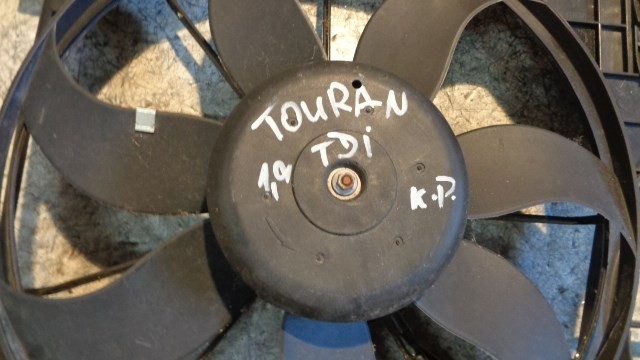 TOURAN
1,9 TDi
K.P.